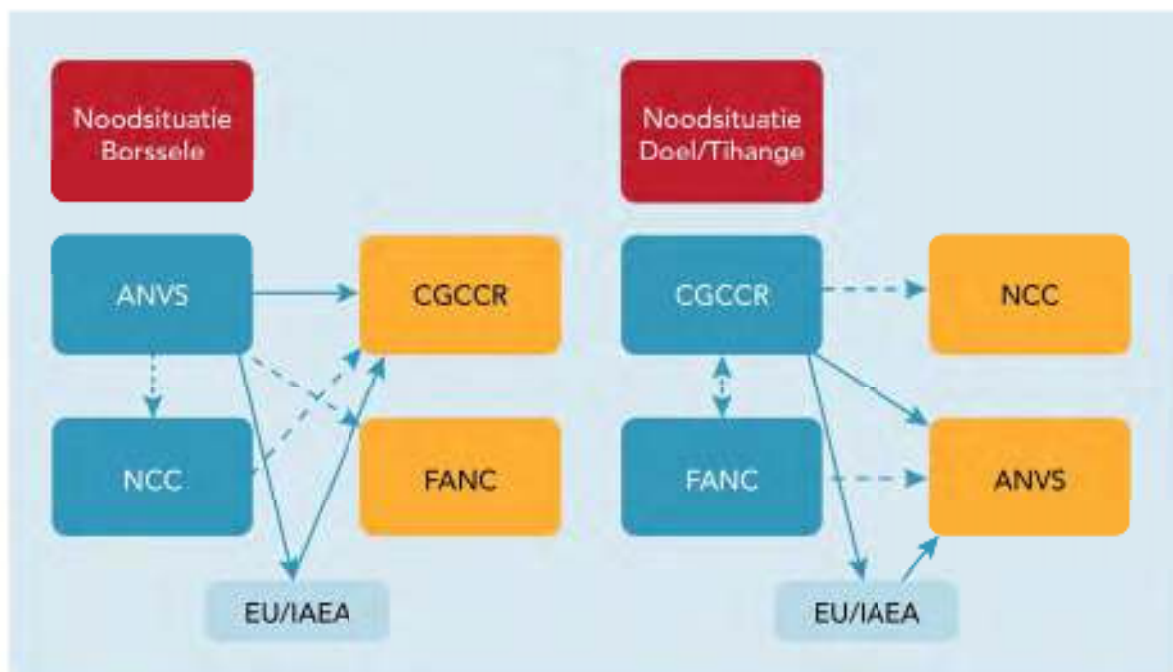 Noodsituatie
Borssele
ANVS
CGCCR
NCC
FANC
EU/IAEA
Noodsituatie
Doel/Tihange
CGCCR
NCC
FANC
ANVS
EU/IAEA